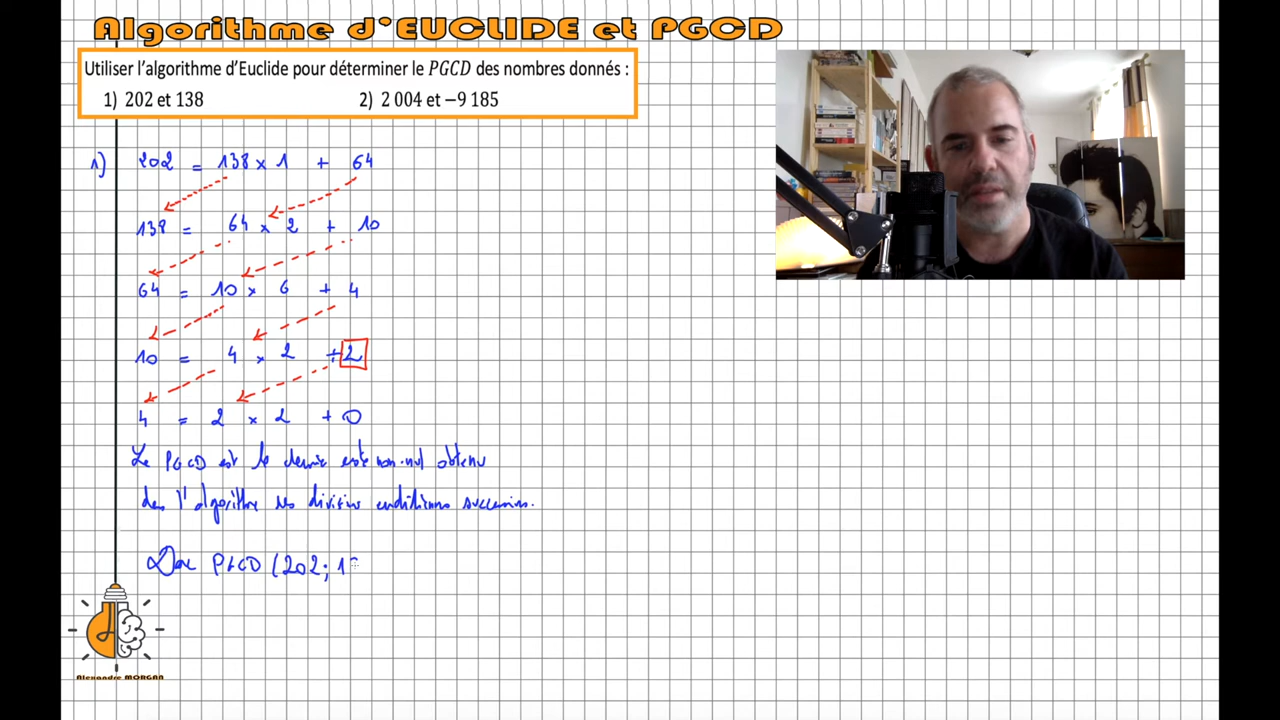 Algorithme d'EUCLIDE et PGCD
Utiliser l'algorithme d'Euclide pour déterminer le PGCD des nombres donnés :
1) 202 et 138 2) 2 004 et −9 185
1) 202 = 138 × 1 + 64
138 = 64 × 2 + 10
64 = 10 × 6 + 4
10 = 4 × 2 + 2
4 = 2 × 2 + 0
Le PGCD est le dernier reste non-nul obtenu
dans l'algorithme des divisions euclidiennes successives.
Donc PGCD (202; 1
Alexandre MORGAN